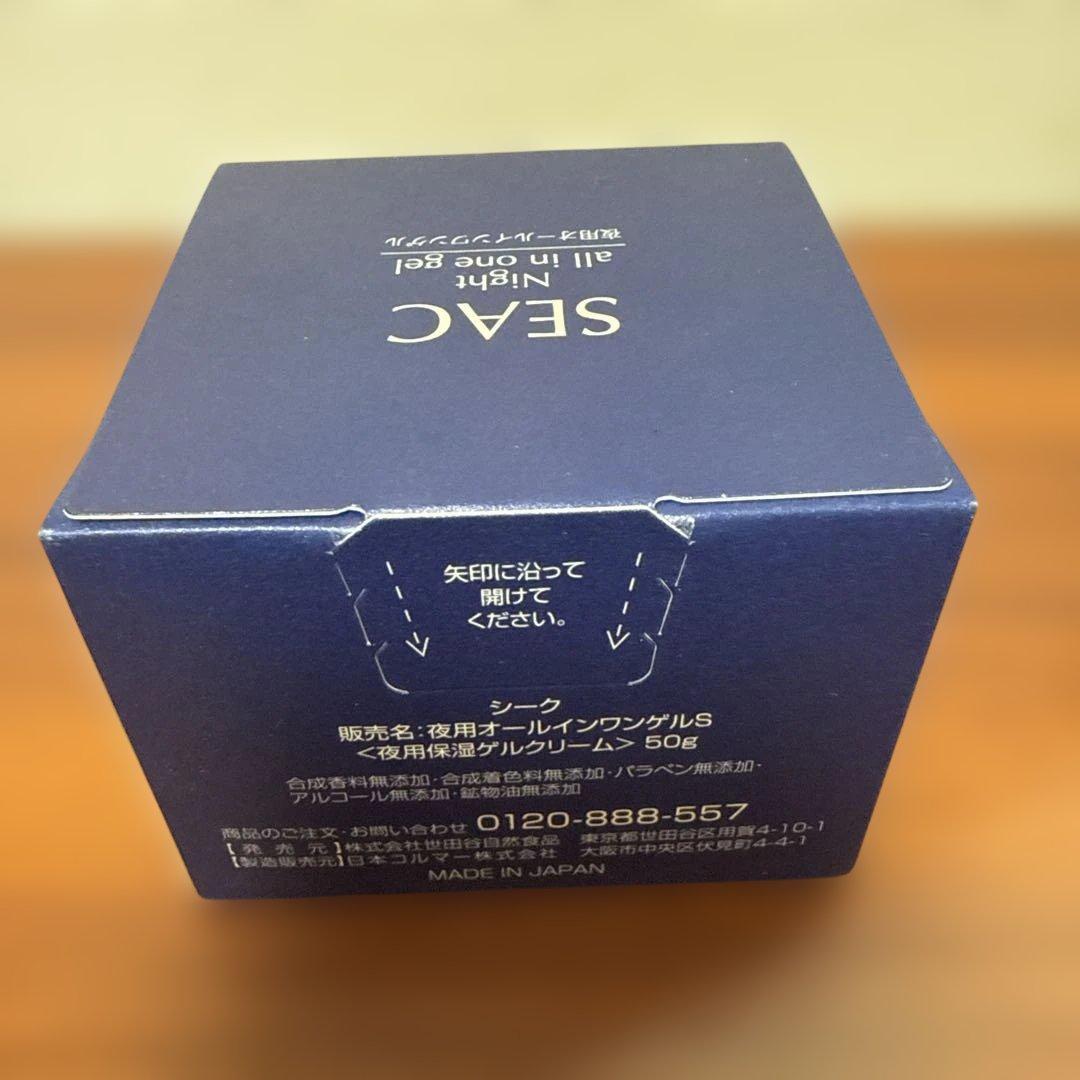 SEAC
Night
all in one gel
夜用オールインワンゲル
矢印に沿って
開けて
ください。
シーク
販売名:夜用オールインワンゲルS
<夜用保湿ゲルクリーム> 50g
合成香料無添加・合成着色料無添加・パラベン無添加・
アルコール無添加・鉱物油無添加
商品のご注文・お問い合わせ 0120-888-557
【発売元】株式会社世田谷自然食品 東京都世田谷区用賀4-10-1
【製造販売元】日本コルマー株式会社 大阪市中央区伏見町4-4-1
MADE IN JAPAN